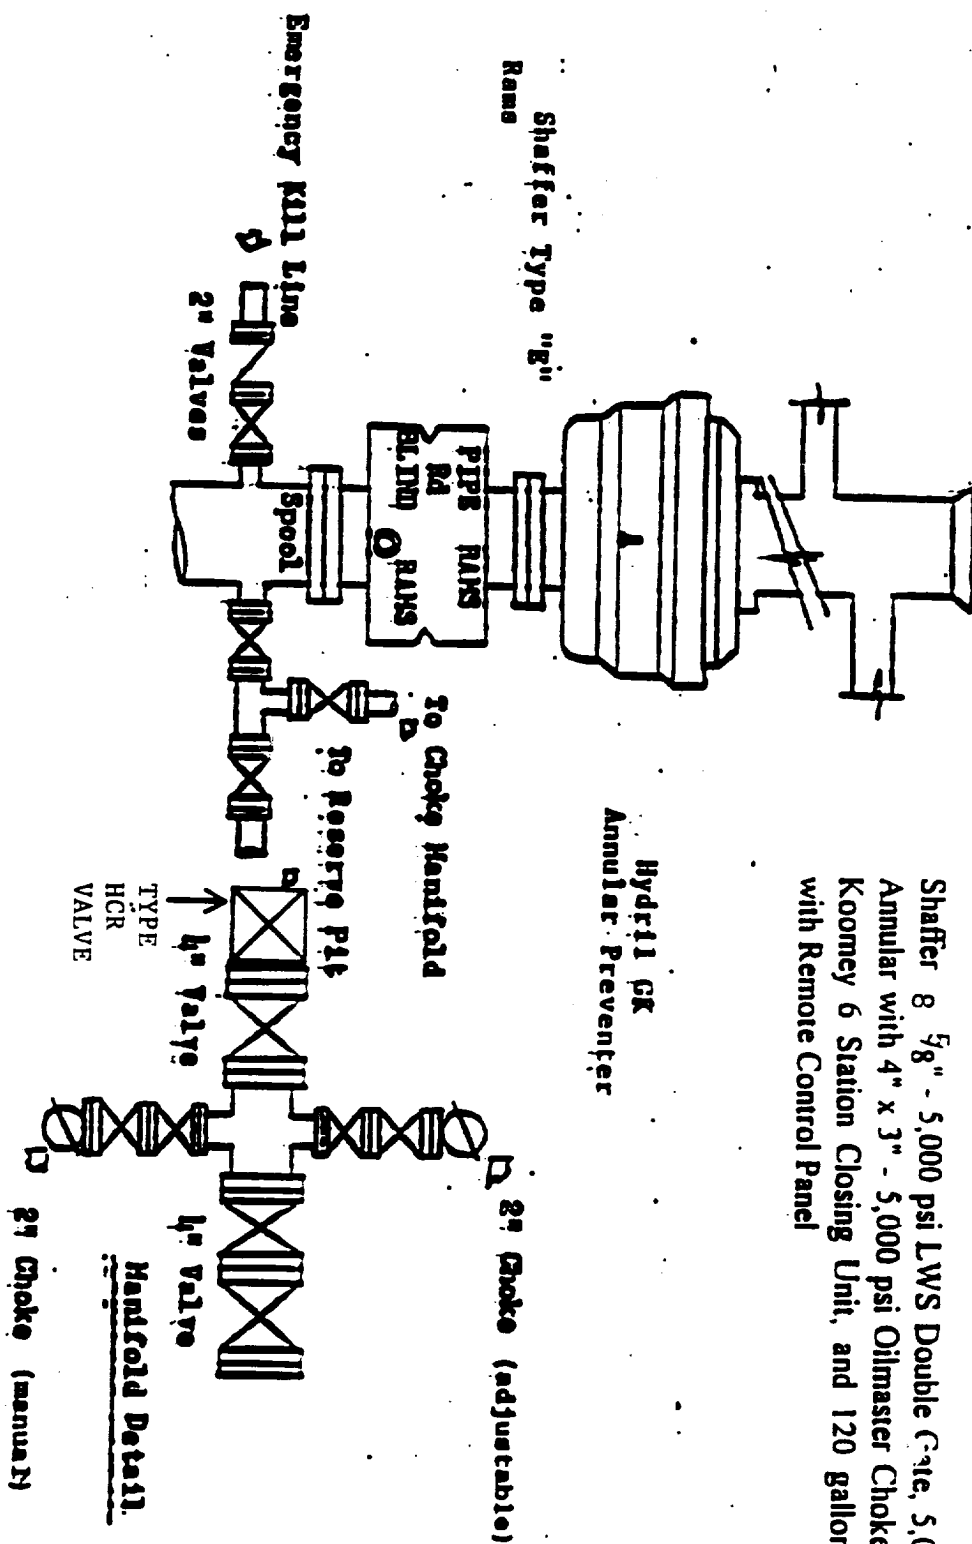 Shaffer 8 5/8" - 5,000 psi LWS Double Gate,
Annular with 4" x 3" - 5,000 psi Oilmaster Choke
Koomey 6 Station Closing Unit, and 120 gallon
with Remote Control Panel
Shaffer Type "E"
Rams
Hydril GK
Annular Preventer
PIPE RAMS
BLIND RAMS
Spool
Emergency Kill Line
2" Valves
To Choke Manifold
To Reserve Pit
TYPE
HCR
VALVE
4" Valve
4" Valve
2" Choke (adjustable)
Manifold Detail
2" Choke (manual)